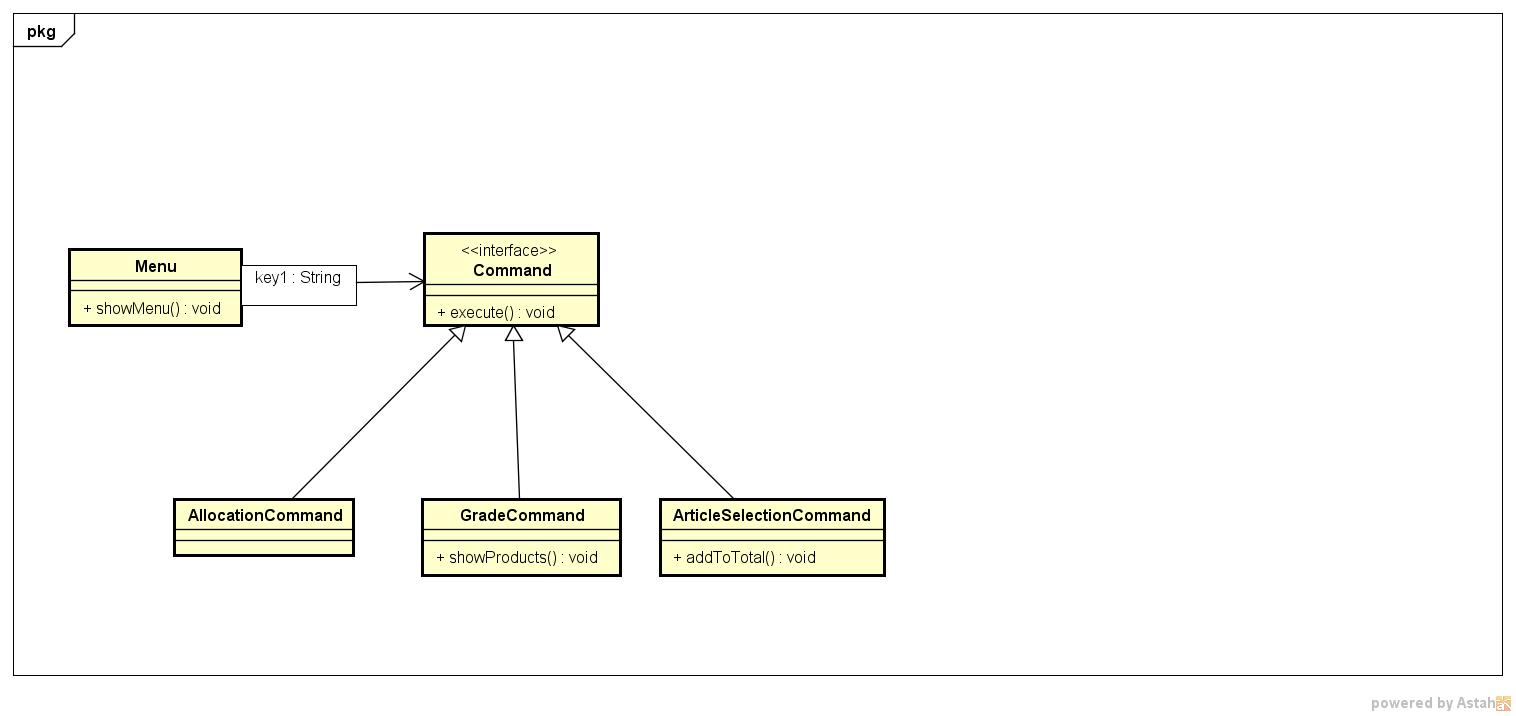 pkg
Menu
+ showMenu() : void
key1 : String
<<interface>>
Command
+ execute() : void
AllocationCommand
GradeCommand
+ showProducts() : void
ArticleSelectionCommand
+ addToTotal() : void
powered by Astah